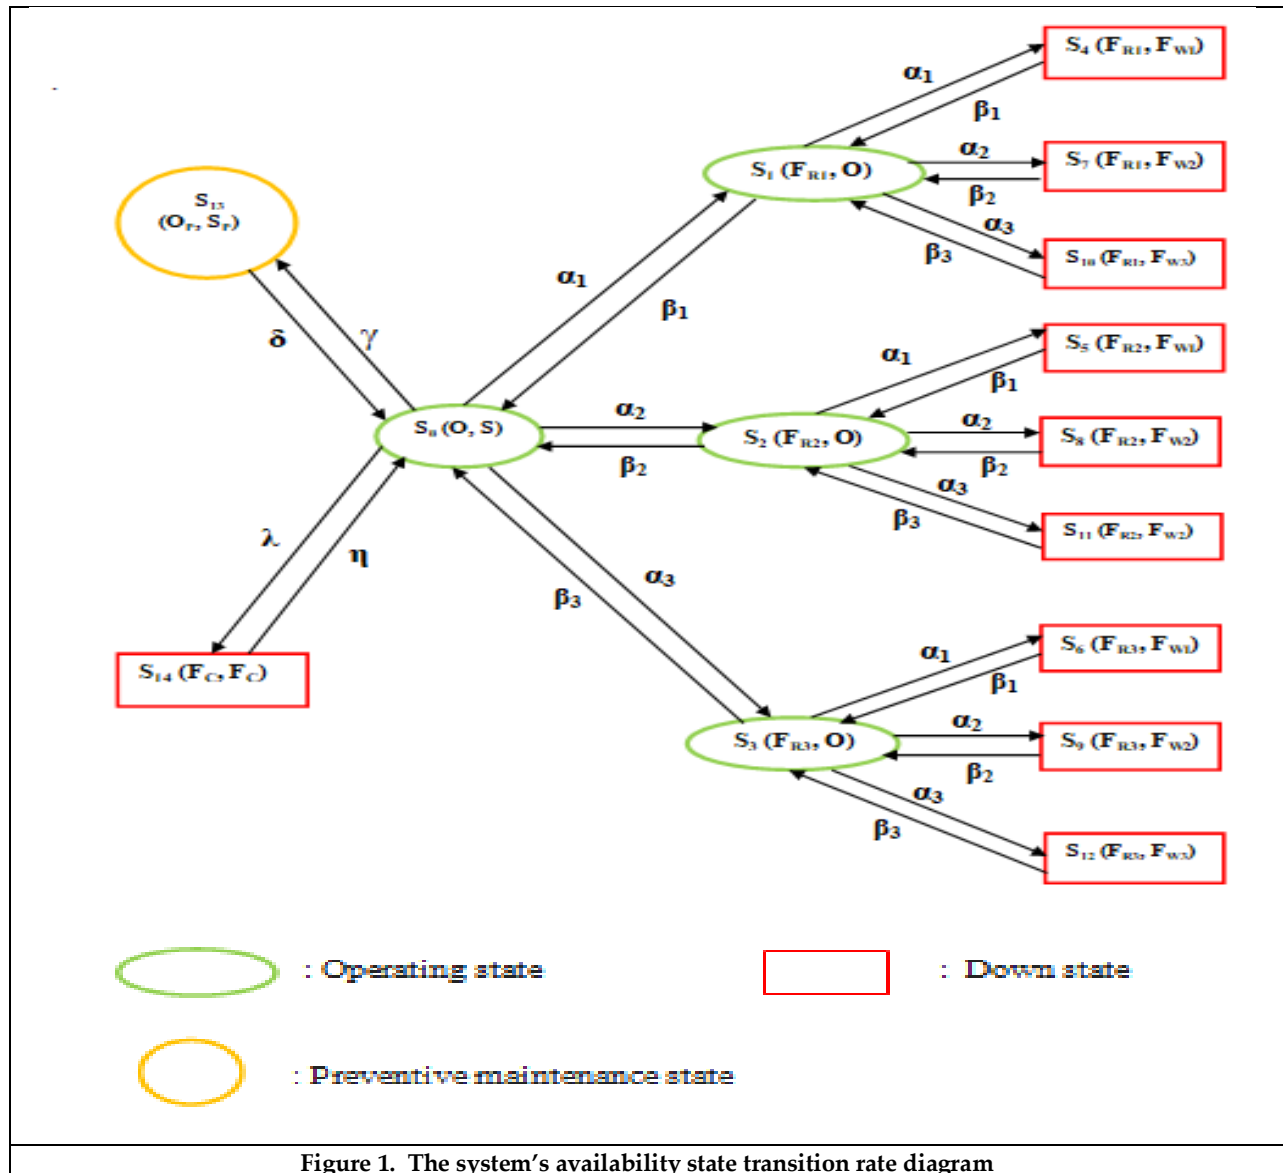 S₄ (F_R1, F_W1)
α₁
β₁
S₁ (F_R1, O)
α₂
β₂
S₇ (F_R1, F_W2)
α₃
β₃
S₁₀ (F_R1, F_W3)
S₁₃
(O_P, S_P)
δ
γ
α₁
β₁
S₅ (F_R2, F_W1)
α₁
β₁
S₀ (O, S)
α₂
β₂
S₂ (F_R2, O)
α₂
β₂
S₈ (F_R2, F_W2)
α₃
β₃
S₁₁ (F_R2, F_W2)
λ
η
α₃
β₃
S₁₄ (F_C, F_C)
S₆ (F_R3, F_W1)
α₁
β₁
S₃ (F_R3, O)
α₂
β₂
S₉ (F_R3, F_W2)
α₃
β₃
S₁₂ (F_R3, F_W3)
: Operating state
: Down state
: Preventive maintenance state
Figure 1. The system’s availability state transition rate diagram